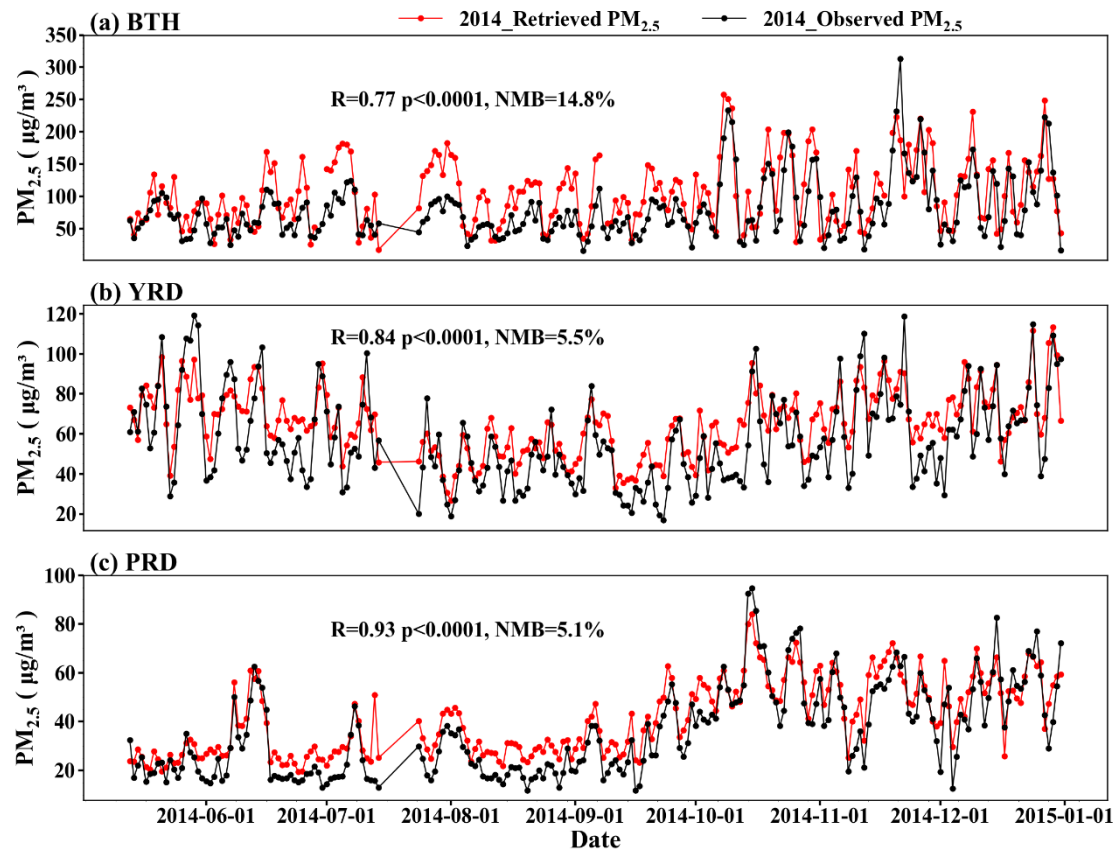 (a) BTH
2014_Retrieved PM2.5 2014_Observed PM2.5
350
300
250
200
150
100
50
PM2.5 ( μg/m³ )
R=0.77 p<0.0001, NMB=14.8%
(b) YRD
120
100
80
60
40
20
PM2.5 ( μg/m³ )
R=0.84 p<0.0001, NMB=5.5%
(c) PRD
100
80
60
40
20
PM2.5 ( μg/m³ )
R=0.93 p<0.0001, NMB=5.1%
2014-06-01 2014-07-01 2014-08-01 2014-09-01 2014-10-01 2014-11-01 2014-12-01 2015-01-01
Date